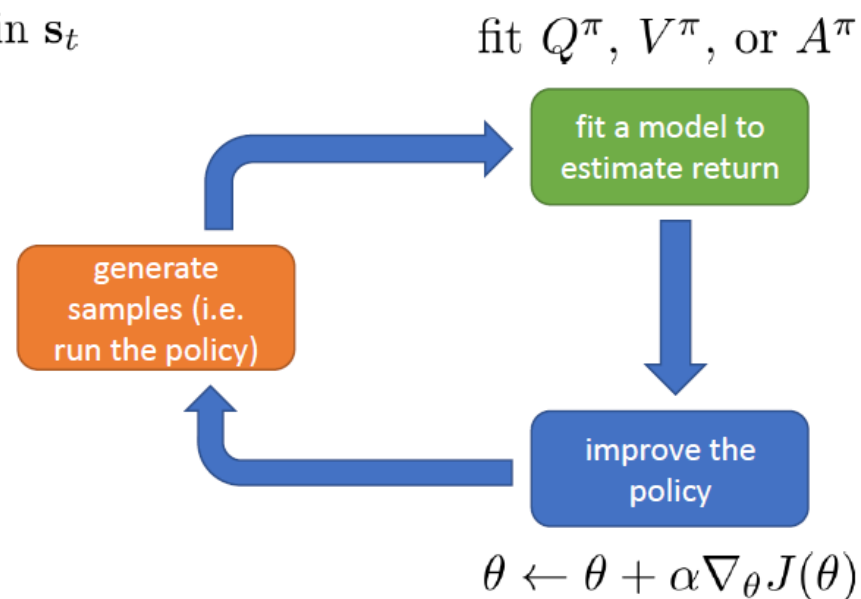 in s_t
fit Q^π, V^π, or A^π
fit a model to
estimate return
generate
samples (i.e.
run the policy)
improve the
policy
θ ← θ + α∇_θ J(θ)